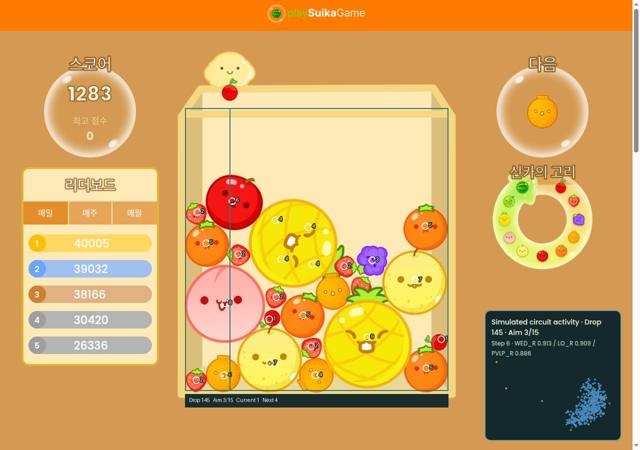 playSuikaGame
스코어
1283
최고 점수
0
다음
리더보드
매일
매주
매월
1 40005
2 39032
3 38166
4 30420
5 26336
신카의 고리
Simulated circuit activity · Drop
145 · Aim 3/15
Step 6 · WED_R 0.913 / LO_R 0.909 /
PVLP_R 0.886
Drop 145 Aim 3/15 Current 1 Next 4